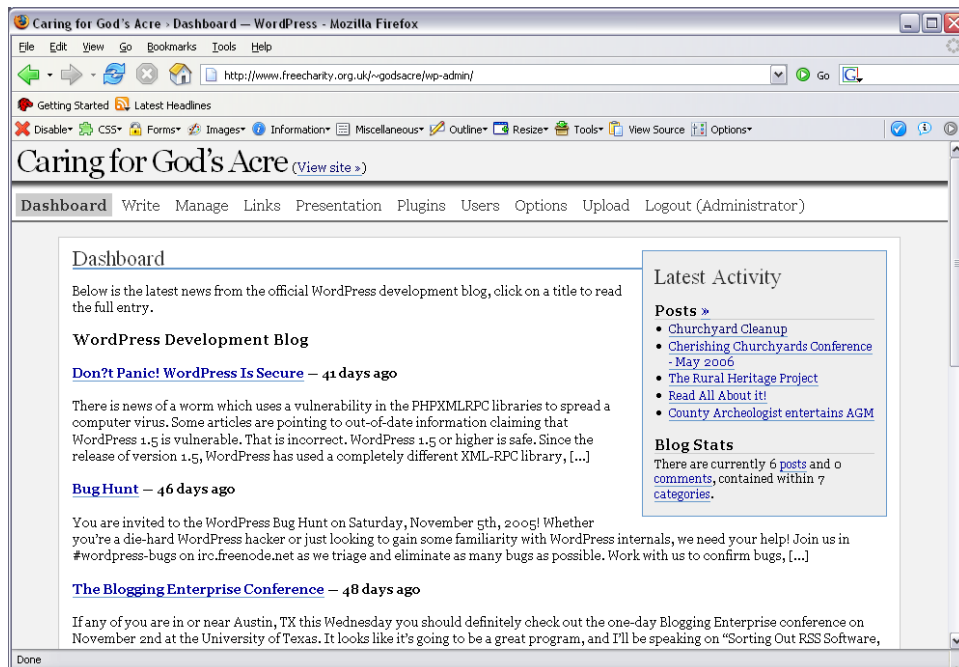 Caring for God's Acre › Dashboard — WordPress - Mozilla Firefox
File Edit View Go Bookmarks Tools Help
http://www.freecharity.org.uk/~godsacre/wp-admin/ Go G
Getting Started Latest Headlines
Disable CSS Forms Images Information Miscellaneous Outline Resize Tools View Source Options
Caring for God's Acre (View site »)
Dashboard Write Manage Links Presentation Plugins Users Options Upload Logout (Administrator)
Dashboard
Below is the latest news from the official WordPress development blog, click on a title to read
the full entry.
WordPress Development Blog
Don?t Panic! WordPress Is Secure — 41 days ago
There is news of a worm which uses a vulnerability in the PHPXMLRPC libraries to spread a
computer virus. Some articles are pointing to out-of-date information claiming that
WordPress 1.5 is vulnerable. That is incorrect. WordPress 1.5 or higher is safe. Since the
release of version 1.5, WordPress has used a completely different XML-RPC library, [...]
Bug Hunt — 46 days ago
You are invited to the WordPress Bug Hunt on Saturday, November 5th, 2005! Whether
you're a die-hard WordPress hacker or just looking to gain some familiarity with WordPress internals, we need your help! Join us in
#wordpress-bugs on irc.freenode.net as we triage and eliminate as many bugs as possible. Work with us to confirm bugs, [...]
The Blogging Enterprise Conference — 48 days ago
If any of you are in or near Austin, TX this Wednesday you should definitely check out the one-day Blogging Enterprise conference on
November 2nd at the University of Texas. It looks like it's going to be a great program, and I'll be speaking on “Sorting Out RSS Software,
Latest Activity
Posts »
Churchyard Cleanup
Cherishing Churchyards Conference
- May 2006
The Rural Heritage Project
Read All About it!
County Archeologist entertains AGM
Blog Stats
There are currently 6 posts and 0
comments, contained within 7
categories.
Done